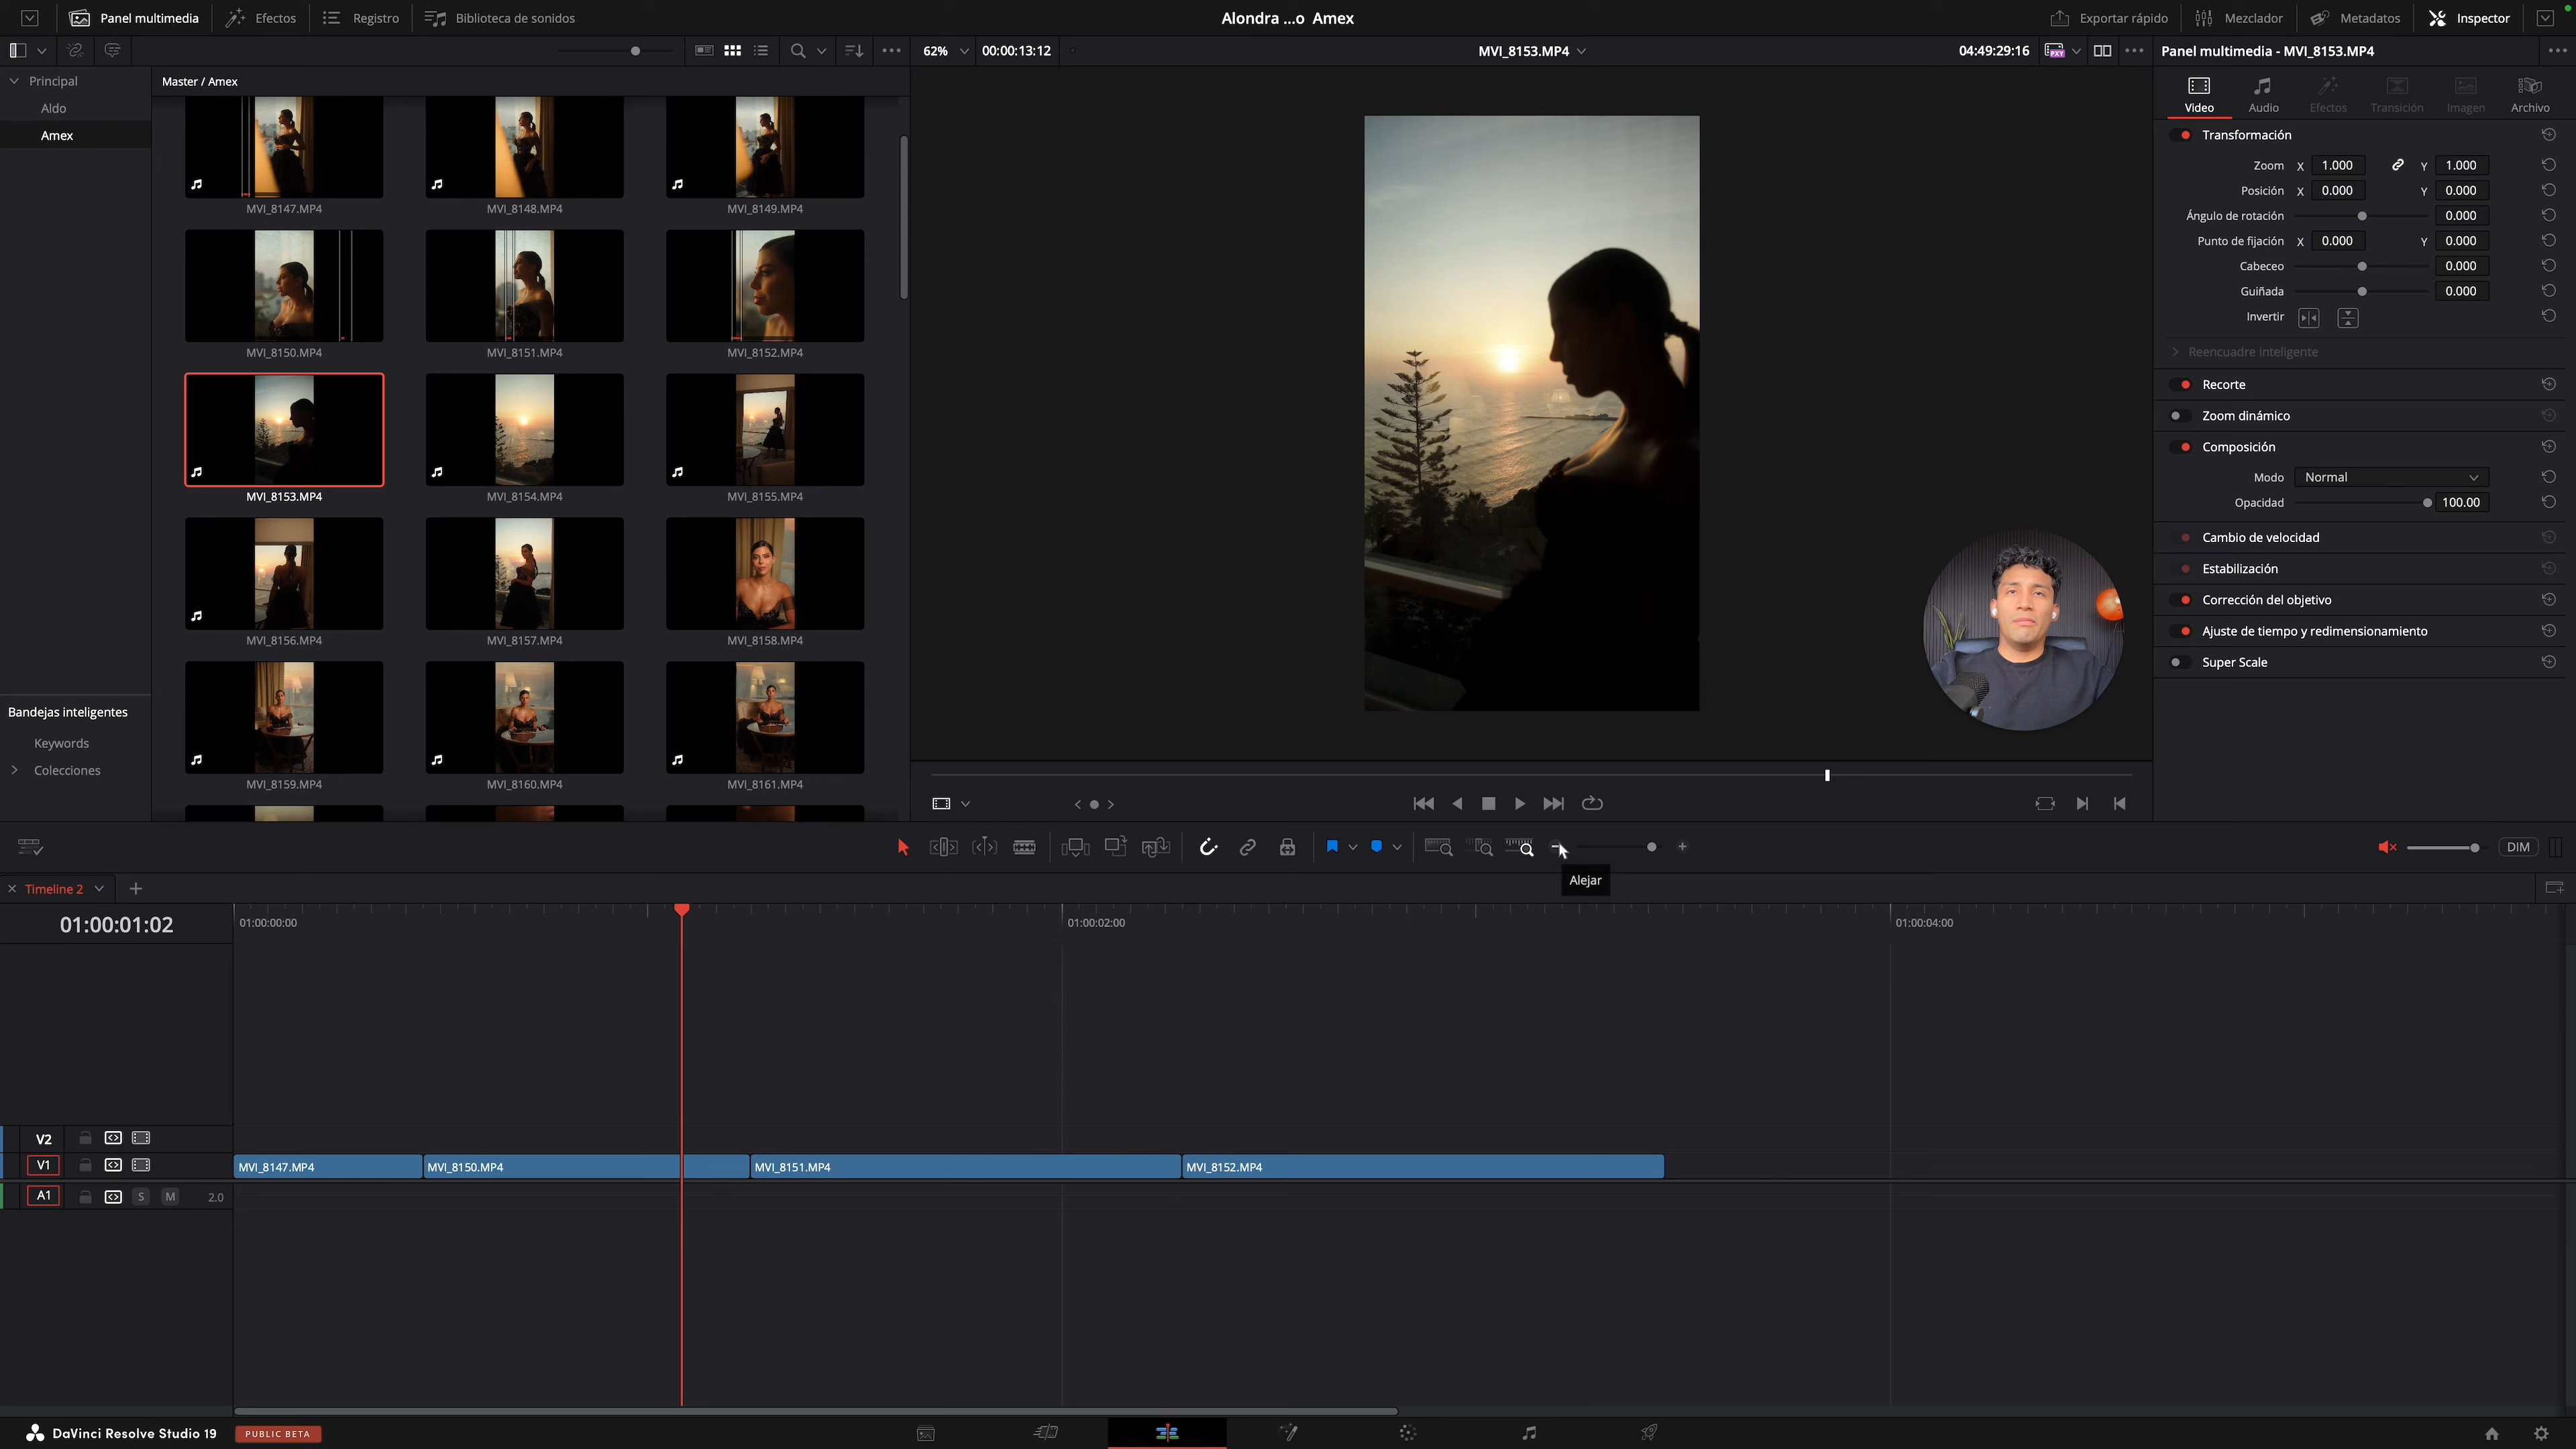 Panel multimedia
Efectos
Registro
Biblioteca de sonidos
Alondra ...o Amex
Exportar rápido
Mezclador
Metadatos
Inspector
62%
00:00:13:12
MVI_8153.MP4
04:49:29:16
PXY
Panel multimedia - MVI_8153.MP4
Principal
Aldo
Amex
Master / Amex
MVI_8147.MP4
MVI_8148.MP4
MVI_8149.MP4
MVI_8150.MP4
MVI_8151.MP4
MVI_8152.MP4
MVI_8153.MP4
MVI_8154.MP4
MVI_8155.MP4
MVI_8156.MP4
MVI_8157.MP4
MVI_8158.MP4
MVI_8159.MP4
MVI_8160.MP4
MVI_8161.MP4
Bandejas inteligentes
Keywords
Colecciones
Video
Audio
Efectos
Transición
Imagen
Archivo
Transformación
Zoom X 1.000 Y 1.000
Posición X 0.000 Y 0.000
Ángulo de rotación 0.000
Punto de fijación X 0.000 Y 0.000
Cabeceo 0.000
Guiñada 0.000
Invertir
Reencuadre inteligente
Recorte
Zoom dinámico
Composición
Modo Normal
Opacidad 100.00
Cambio de velocidad
Estabilización
Corrección del objetivo
Ajuste de tiempo y redimensionamiento
Super Scale
DIM
Alejar
Timeline 2
01:00:01:02
01:00:00:00
01:00:02:00
01:00:04:00
V2
V1
MVI_8147.MP4
MVI_8150.MP4
MVI_8151.MP4
MVI_8152.MP4
A1 S M 2.0
DaVinci Resolve Studio 19
PUBLIC BETA